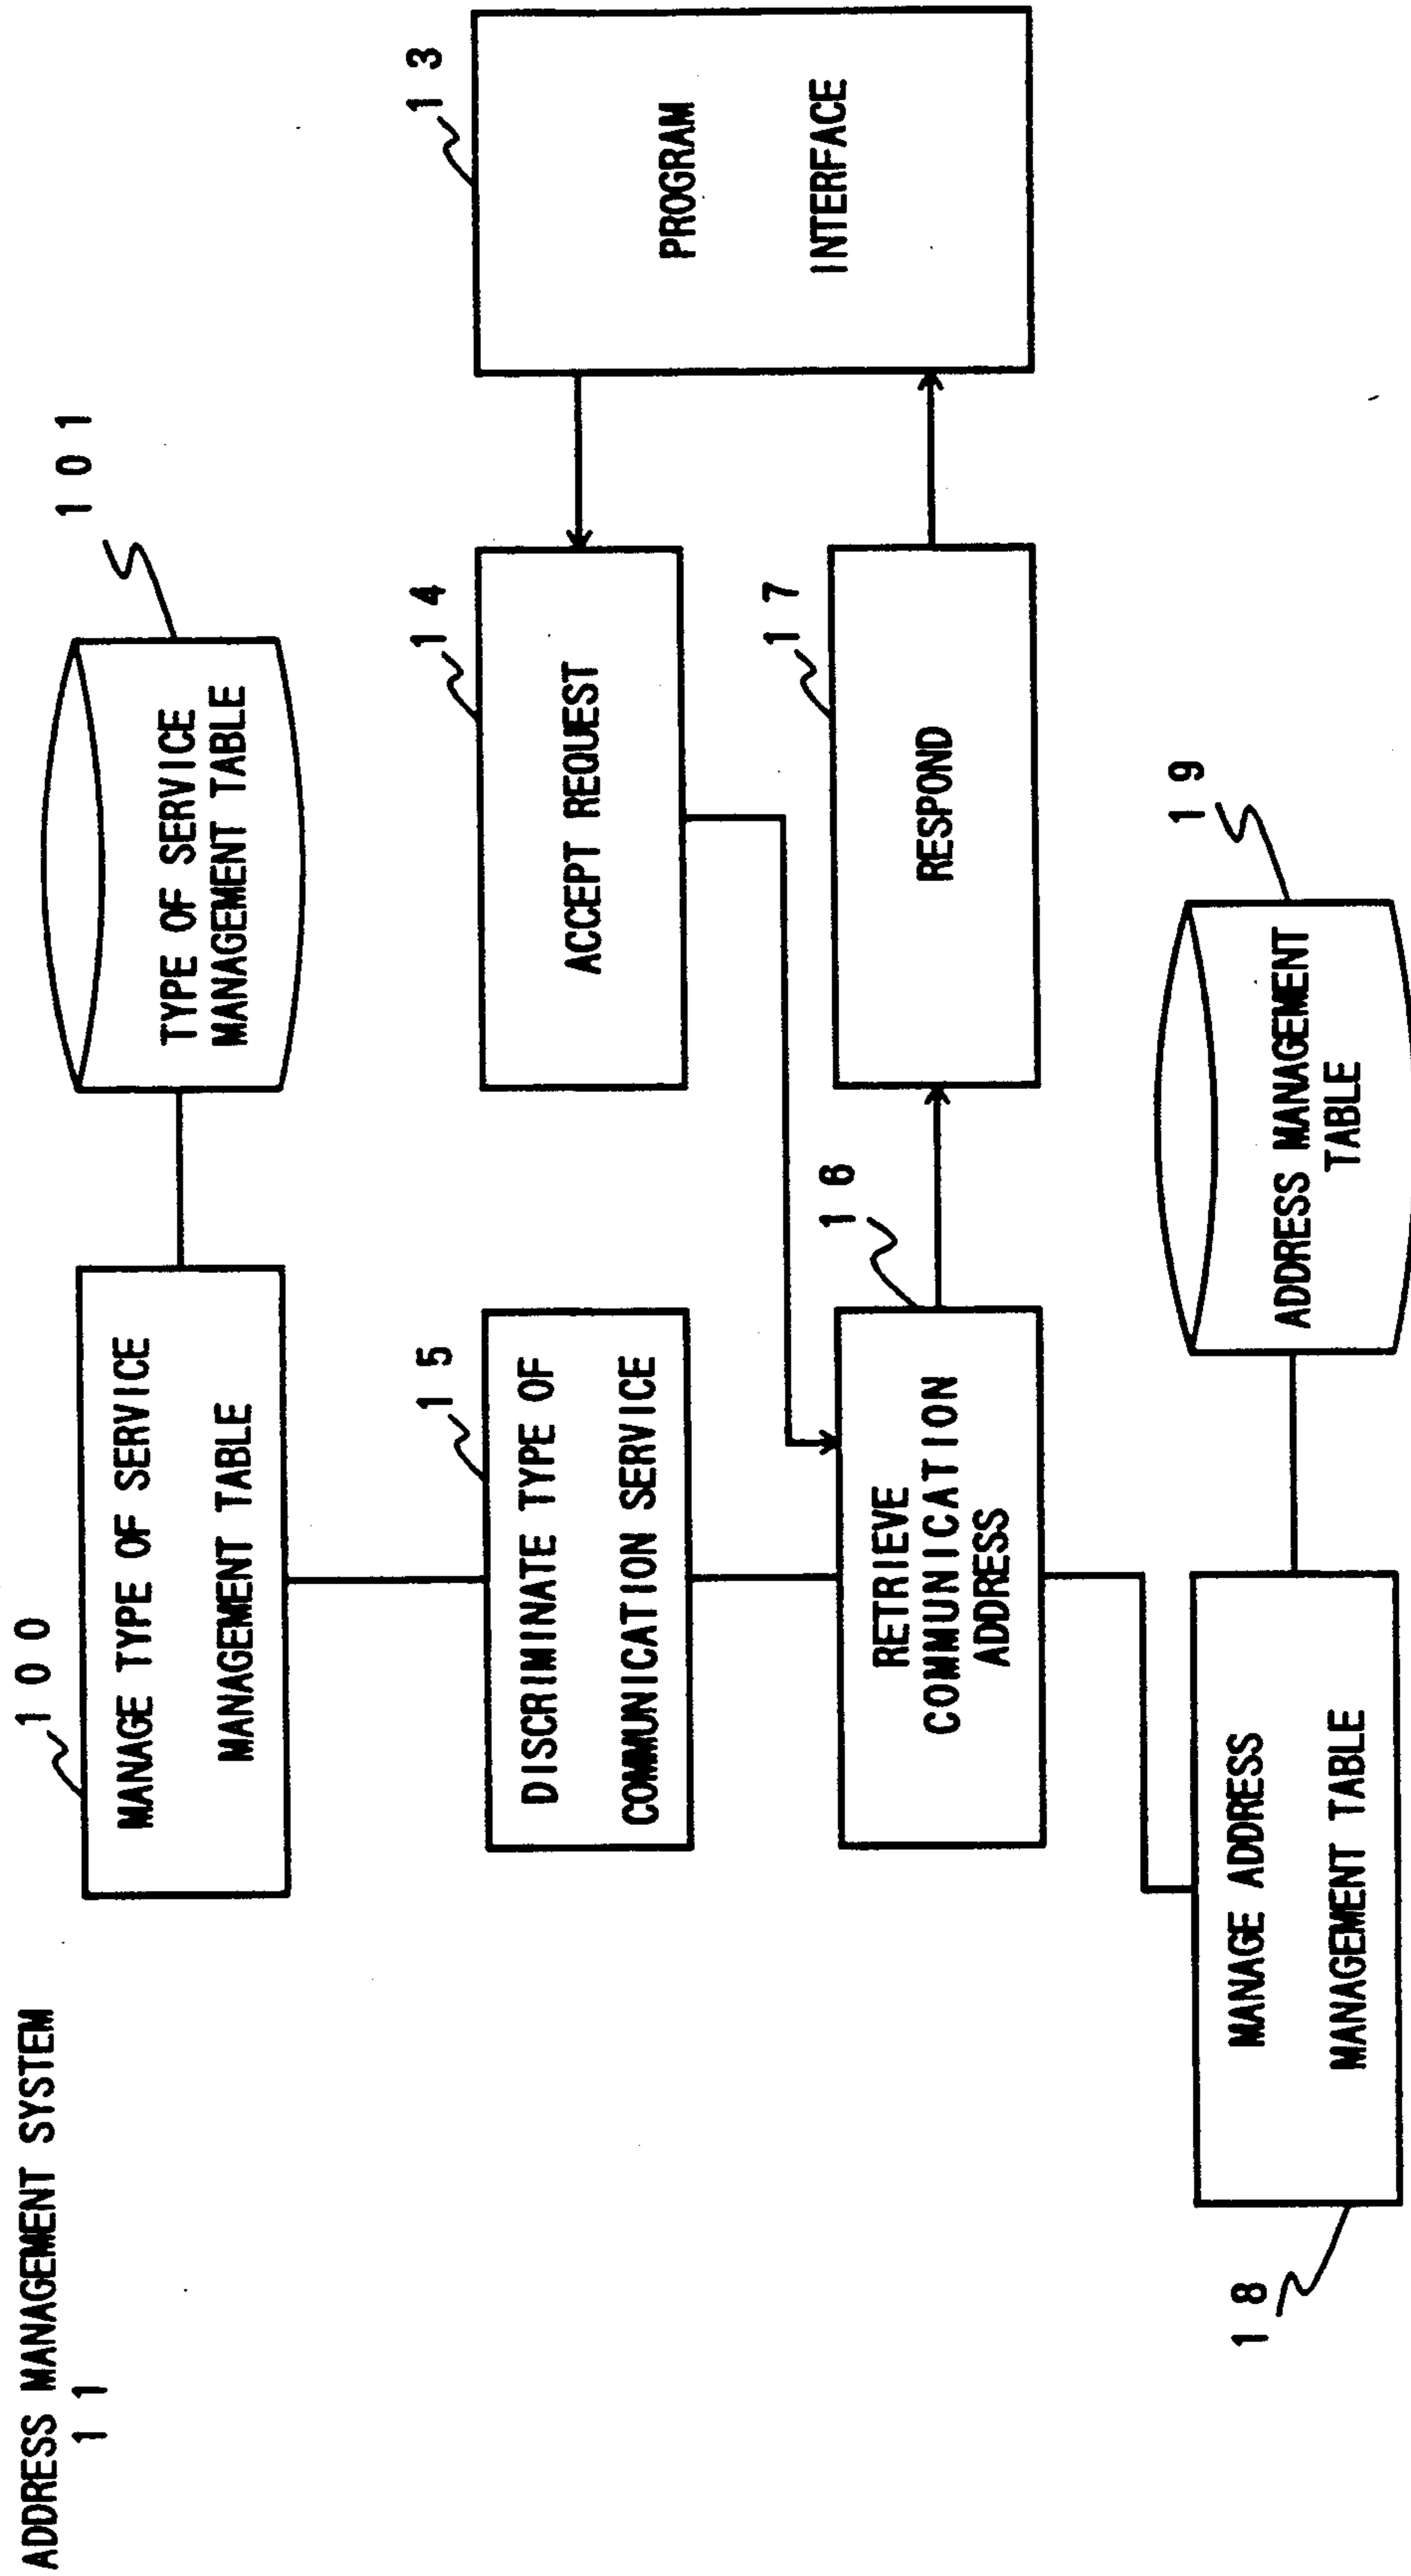 ADDRESS MANAGEMENT SYSTEM
11
100
MANAGE TYPE OF SERVICE
MANAGEMENT TABLE
101
TYPE OF SERVICE
MANAGEMENT TABLE
15
DISCRIMINATE TYPE OF
COMMUNICATION SERVICE
14
ACCEPT REQUEST
13
PROGRAM
INTERFACE
16
RETRIEVE
COMMUNICATION
ADDRESS
17
RESPOND
18
MANAGE ADDRESS
MANAGEMENT TABLE
19
ADDRESS MANAGEMENT
TABLE